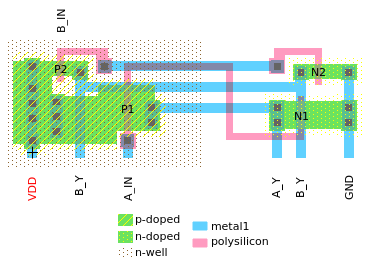 B_IN
P2
N2
P1
N1
VDD
B_Y
A_IN
A_Y
B_Y
GND
p-doped
n-doped
n-well
metal1
polysilicon